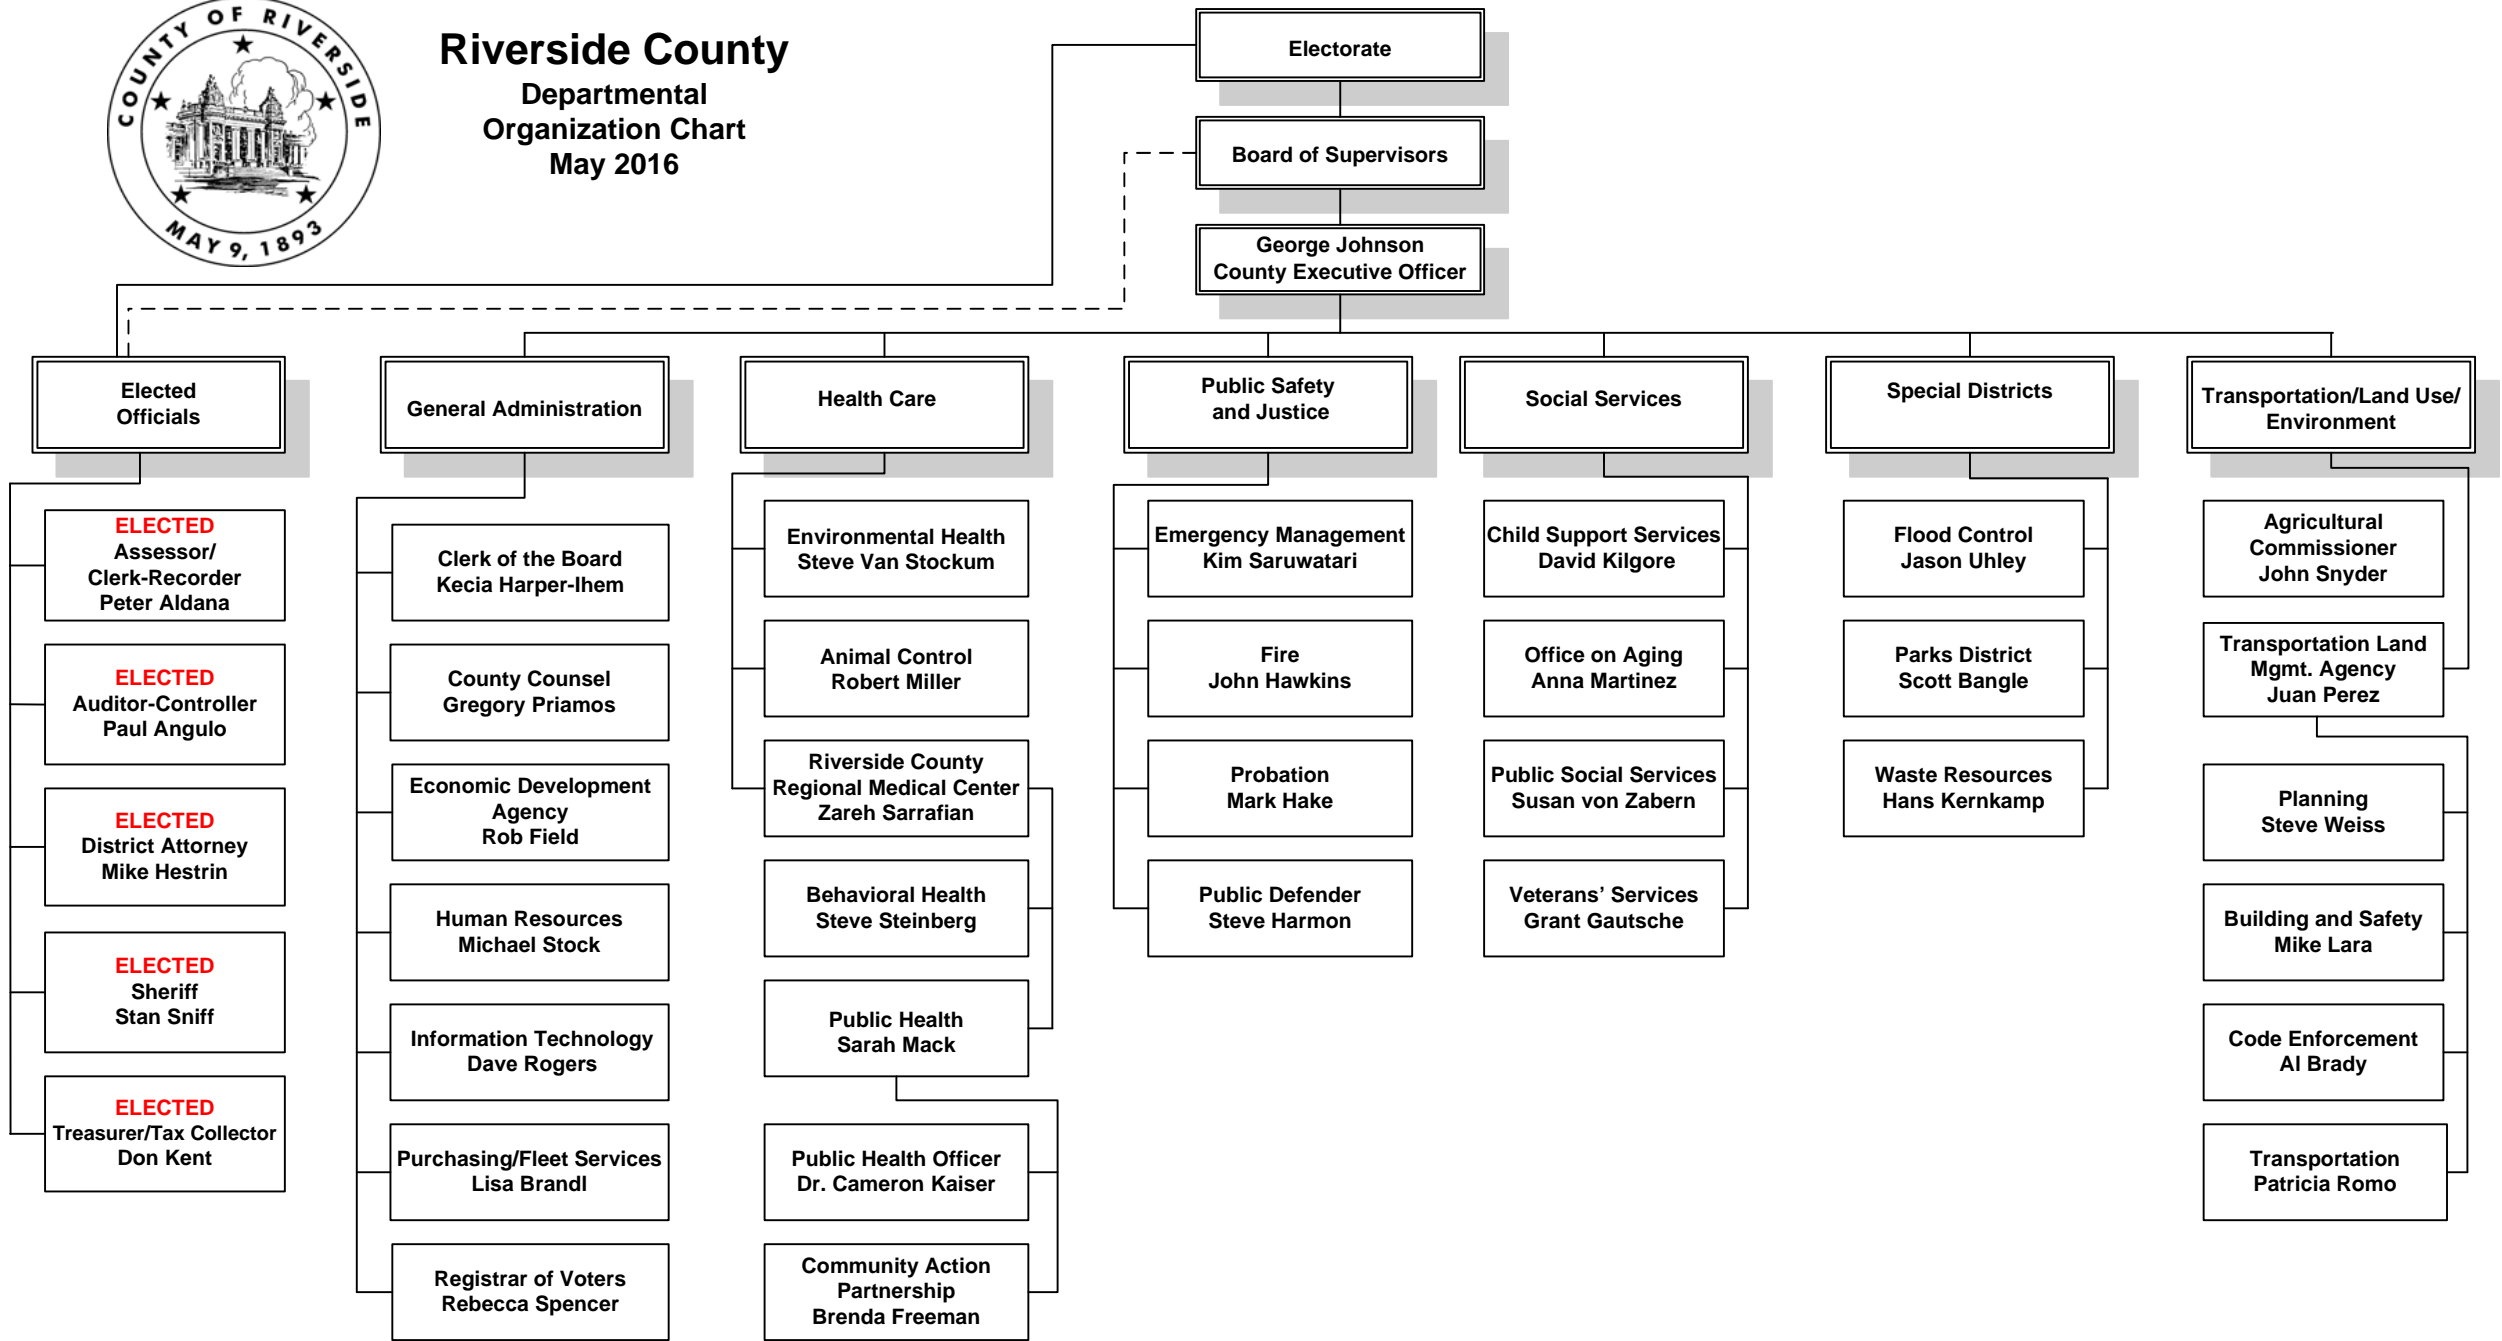 COUNTY OF RIVERSIDE
MAY 9, 1893
Riverside County
Departmental
Organization Chart
May 2016
Electorate
Board of Supervisors
George Johnson
County Executive Officer
Elected
Officials
General Administration
Health Care
Public Safety
and Justice
Social Services
Special Districts
Transportation/Land Use/
Environment
ELECTED
Assessor/
Clerk-Recorder
Peter Aldana
ELECTED
Auditor-Controller
Paul Angulo
ELECTED
District Attorney
Mike Hestrin
ELECTED
Sheriff
Stan Sniff
ELECTED
Treasurer/Tax Collector
Don Kent
Clerk of the Board
Kecia Harper-Ihem
County Counsel
Gregory Priamos
Economic Development
Agency
Rob Field
Human Resources
Michael Stock
Information Technology
Dave Rogers
Purchasing/Fleet Services
Lisa Brandl
Registrar of Voters
Rebecca Spencer
Environmental Health
Steve Van Stockum
Animal Control
Robert Miller
Riverside County
Regional Medical Center
Zareh Sarrafian
Behavioral Health
Steve Steinberg
Public Health
Sarah Mack
Public Health Officer
Dr. Cameron Kaiser
Community Action
Partnership
Brenda Freeman
Emergency Management
Kim Saruwatari
Fire
John Hawkins
Probation
Mark Hake
Public Defender
Steve Harmon
Child Support Services
David Kilgore
Office on Aging
Anna Martinez
Public Social Services
Susan von Zabern
Veterans’ Services
Grant Gautsche
Flood Control
Jason Uhley
Parks District
Scott Bangle
Waste Resources
Hans Kernkamp
Agricultural
Commissioner
John Snyder
Transportation Land
Mgmt. Agency
Juan Perez
Planning
Steve Weiss
Building and Safety
Mike Lara
Code Enforcement
Al Brady
Transportation
Patricia Romo